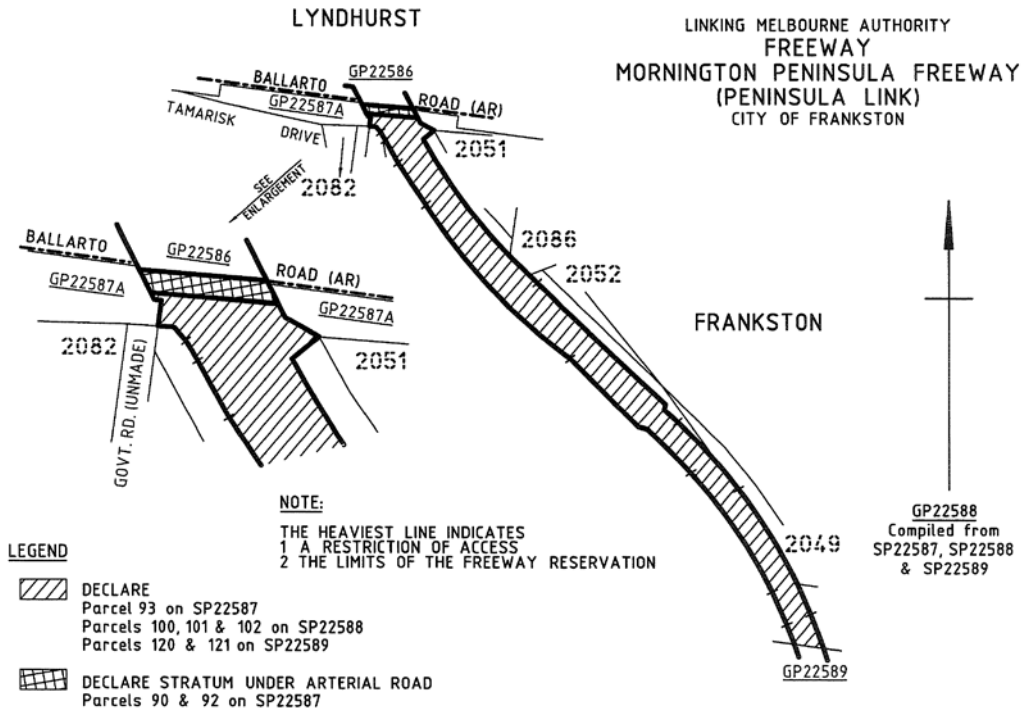 LYNDHURST
LINKING MELBOURNE AUTHORITY
FREEWAY
MORNINGTON PENINSULA FREEWAY
(PENINSULA LINK)
CITY OF FRANKSTON
GP22586
BALLARTO
ROAD (AR)
GP22587A
TAMARISK
DRIVE
2051
2082
SEE
ENLARGEMENT
2086
2052
BALLARTO
GP22586
ROAD (AR)
GP22587A
GP22587A
FRANKSTON
2082
2051
GOVT. RD. (UNMADE)
NOTE:
THE HEAVIEST LINE INDICATES
1 A RESTRICTION OF ACCESS
2 THE LIMITS OF THE FREEWAY RESERVATION
2049
GP22588
Compiled from
SP22587, SP22588
& SP22589
GP22589
LEGEND
DECLARE
Parcel 93 on SP22587
Parcels 100, 101 & 102 on SP22588
Parcels 120 & 121 on SP22589
DECLARE STRATUM UNDER ARTERIAL ROAD
Parcels 90 & 92 on SP22587